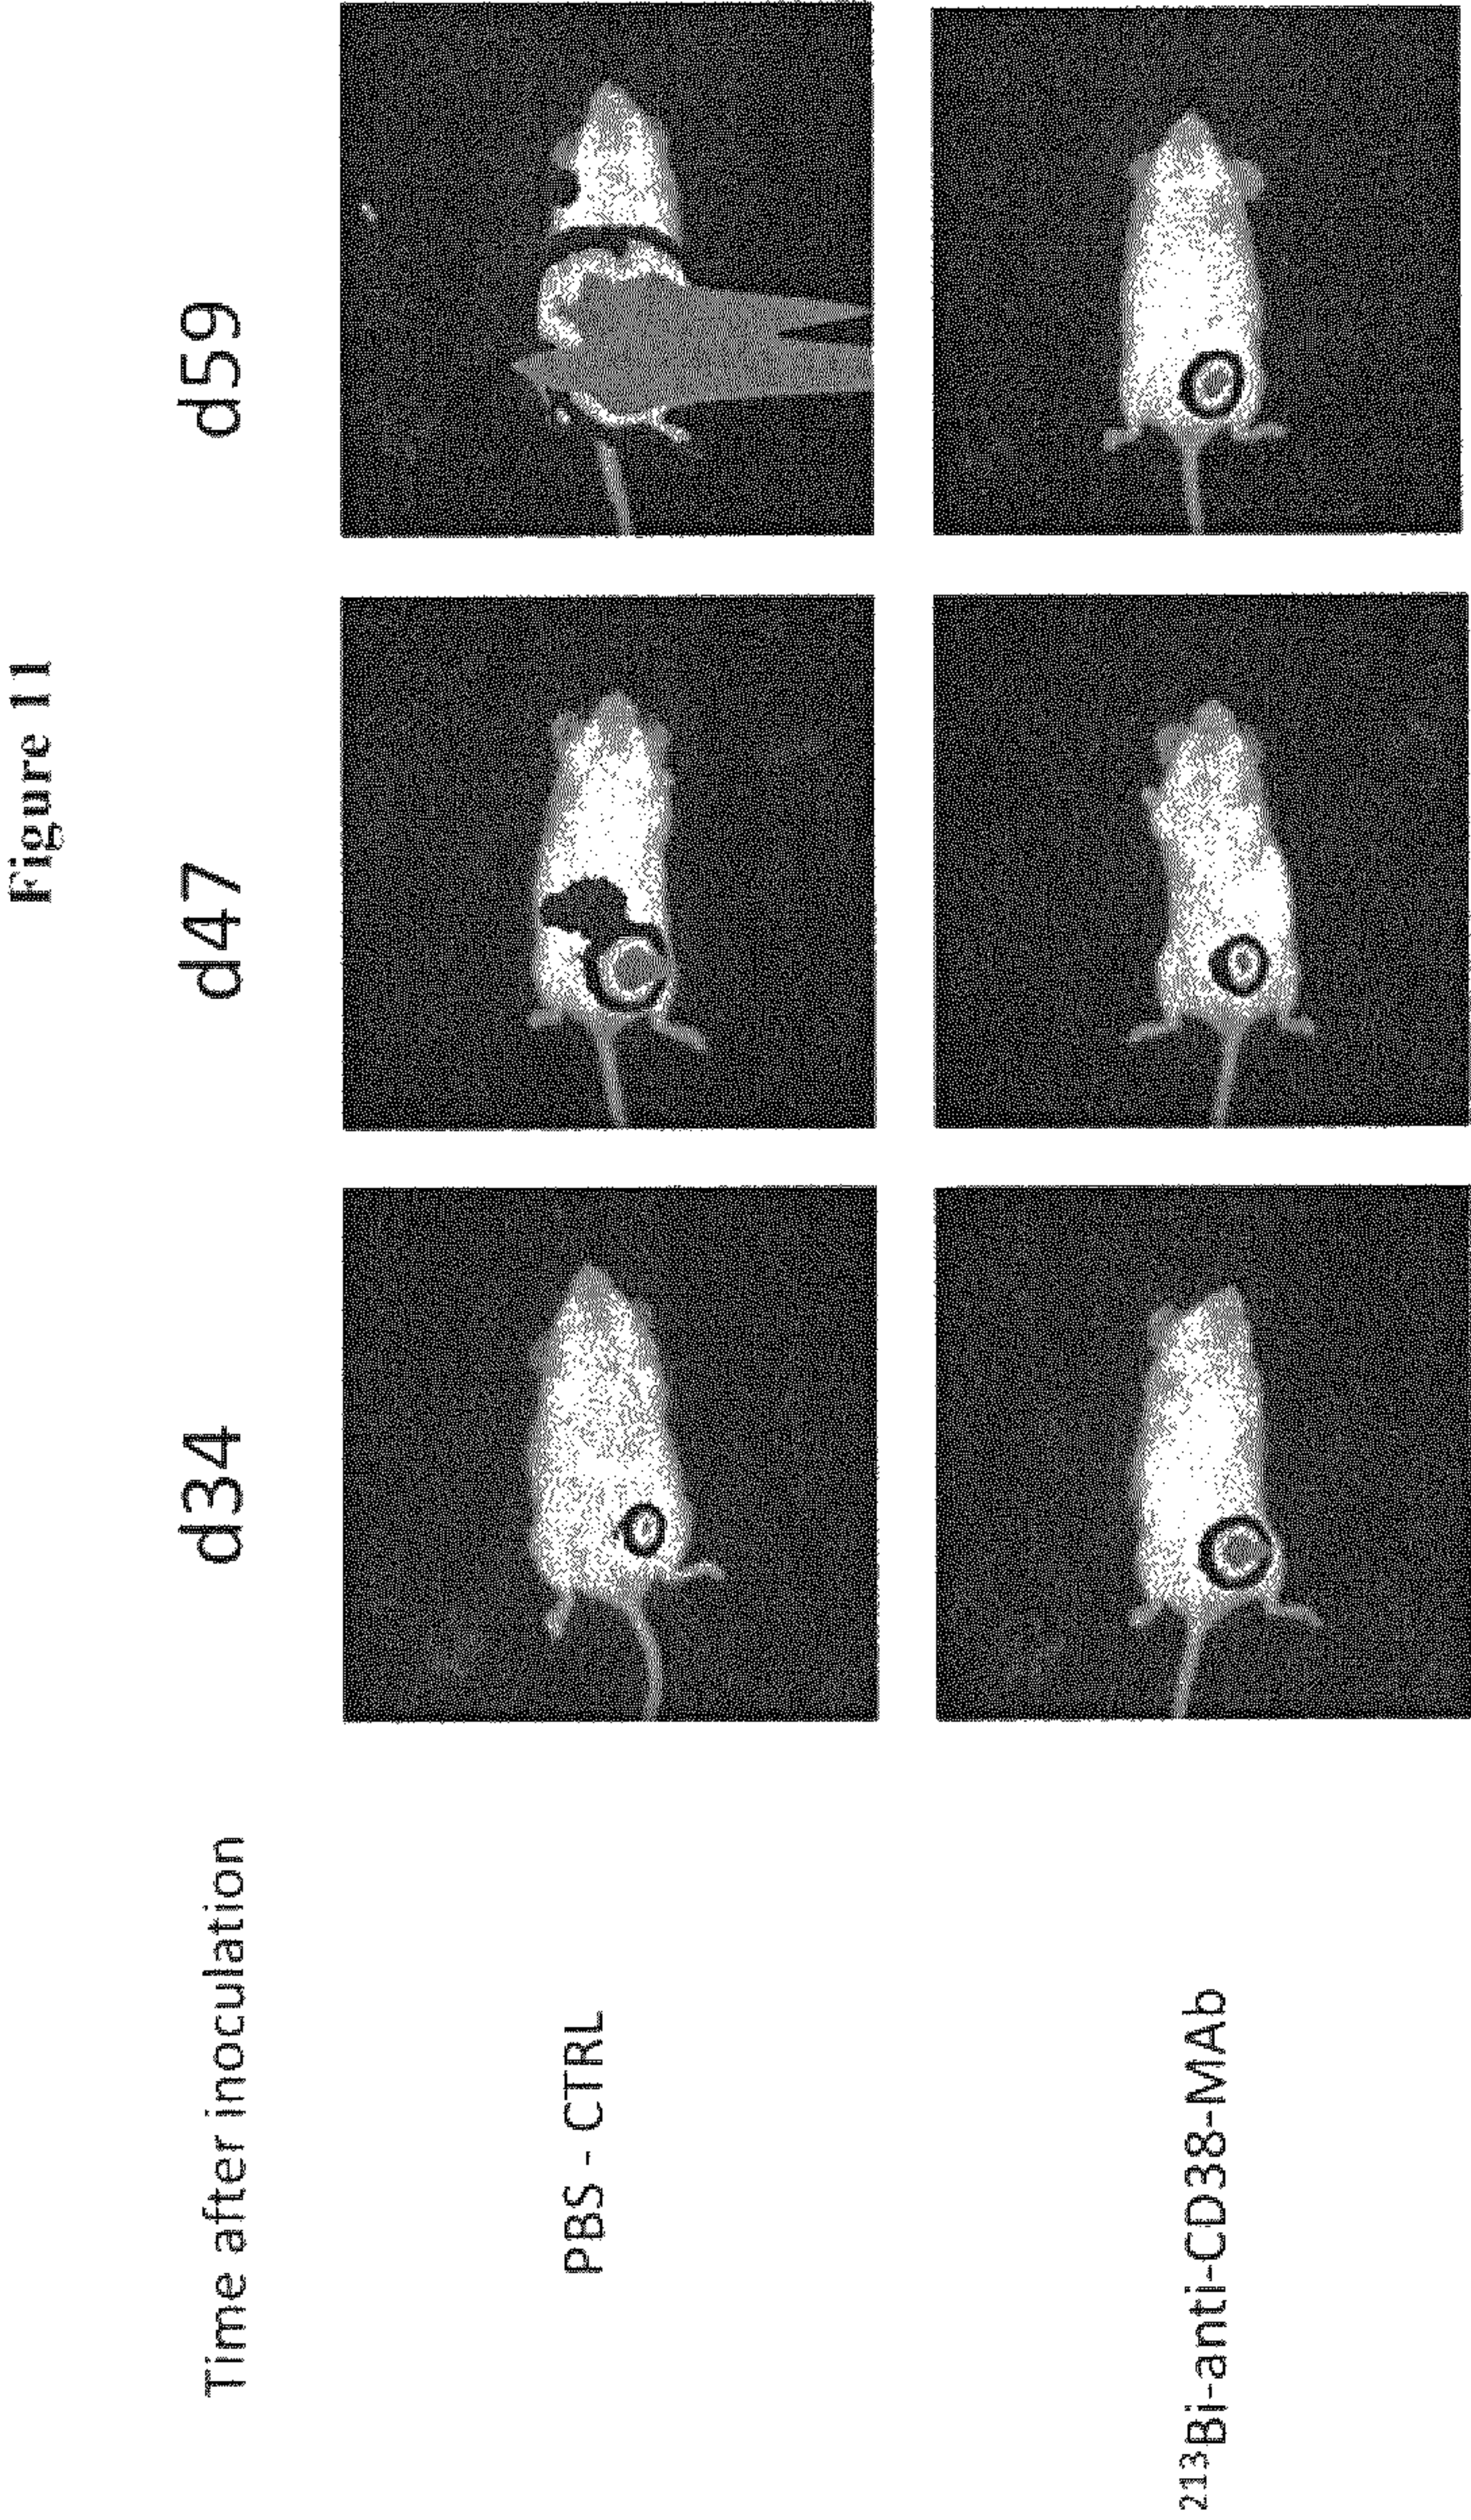 Figure 11
Time after inoculation
d34
d47
d59
PBS - CTRL
²¹³Bi-anti-CD38-MAb